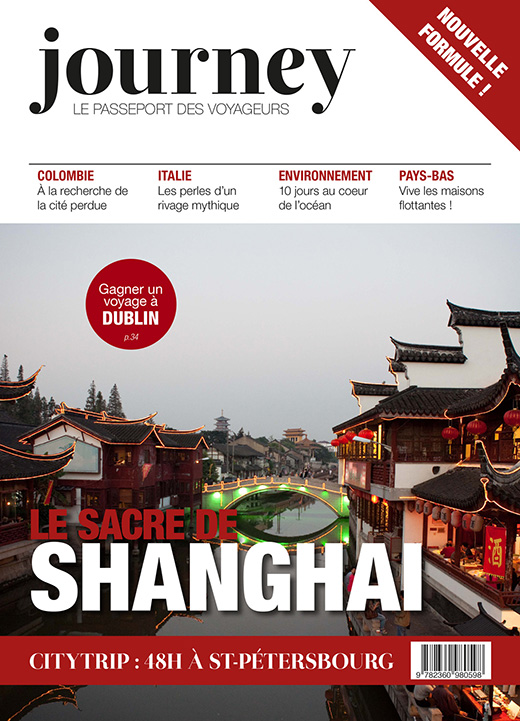 journey
LE PASSEPORT DES VOYAGEURS
NOUVELLE
FORMULE !
COLOMBIE
À la recherche de
la cité perdue
ITALIE
Les perles d'un
rivage mythique
ENVIRONNEMENT
10 jours au coeur
de l'océan
PAYS-BAS
Vive les maisons
flottantes !
Gagner un
voyage à
DUBLIN
p.34
酒
LE SACRE DE
SHANGHAI
CITYTRIP : 48H À ST-PÉTERSBOURG
9 782360 980598